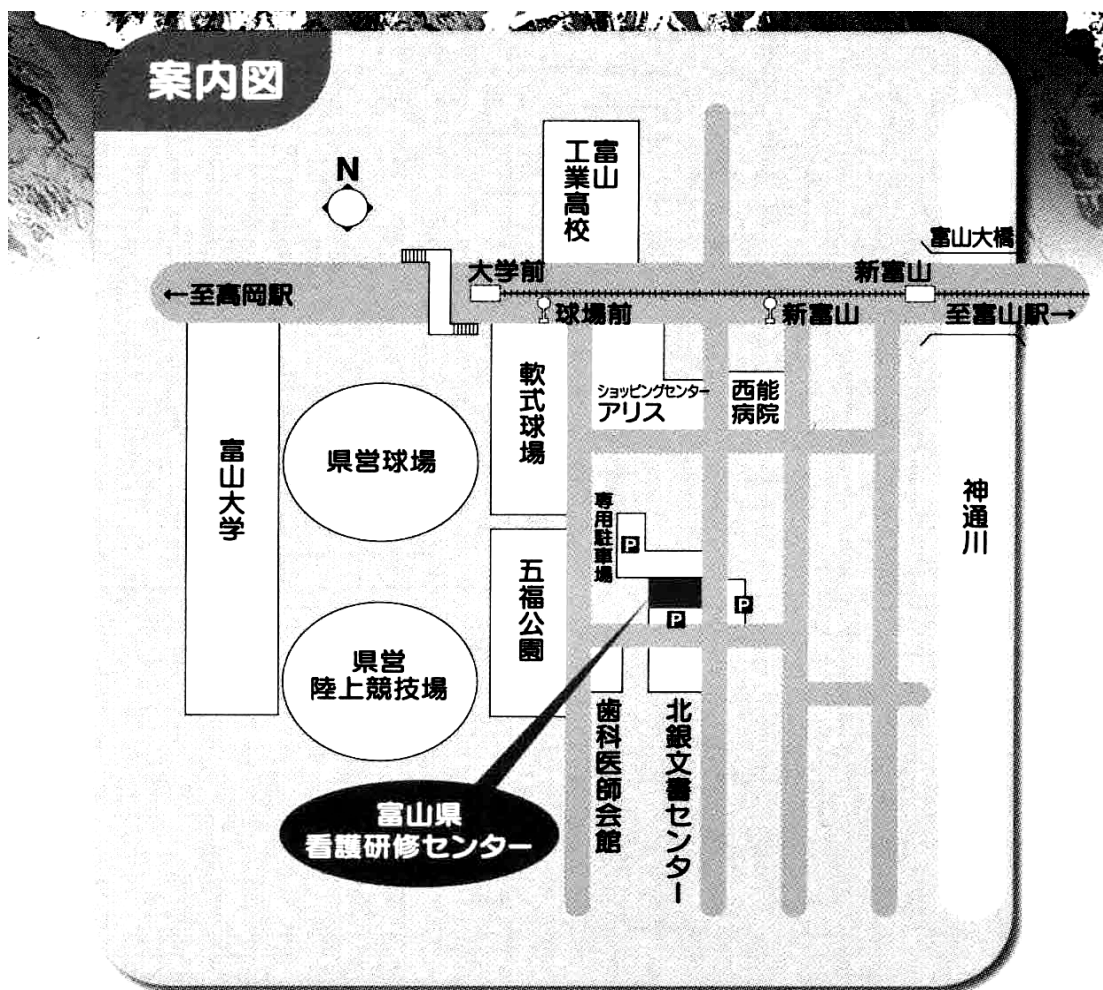 案内図
N
富山
工業高校
富山大橋
大学前
新富山
←至高岡駅
球場前
新富山
至富山駅→
軟式球場
ショッピングセンター
アリス
西能
病院
富山大学
県営球場
専用駐車場
P
神通川
五福公園
P
P
県営
陸上競技場
歯科医師会館
北銀文書センター
富山県
看護研修センター